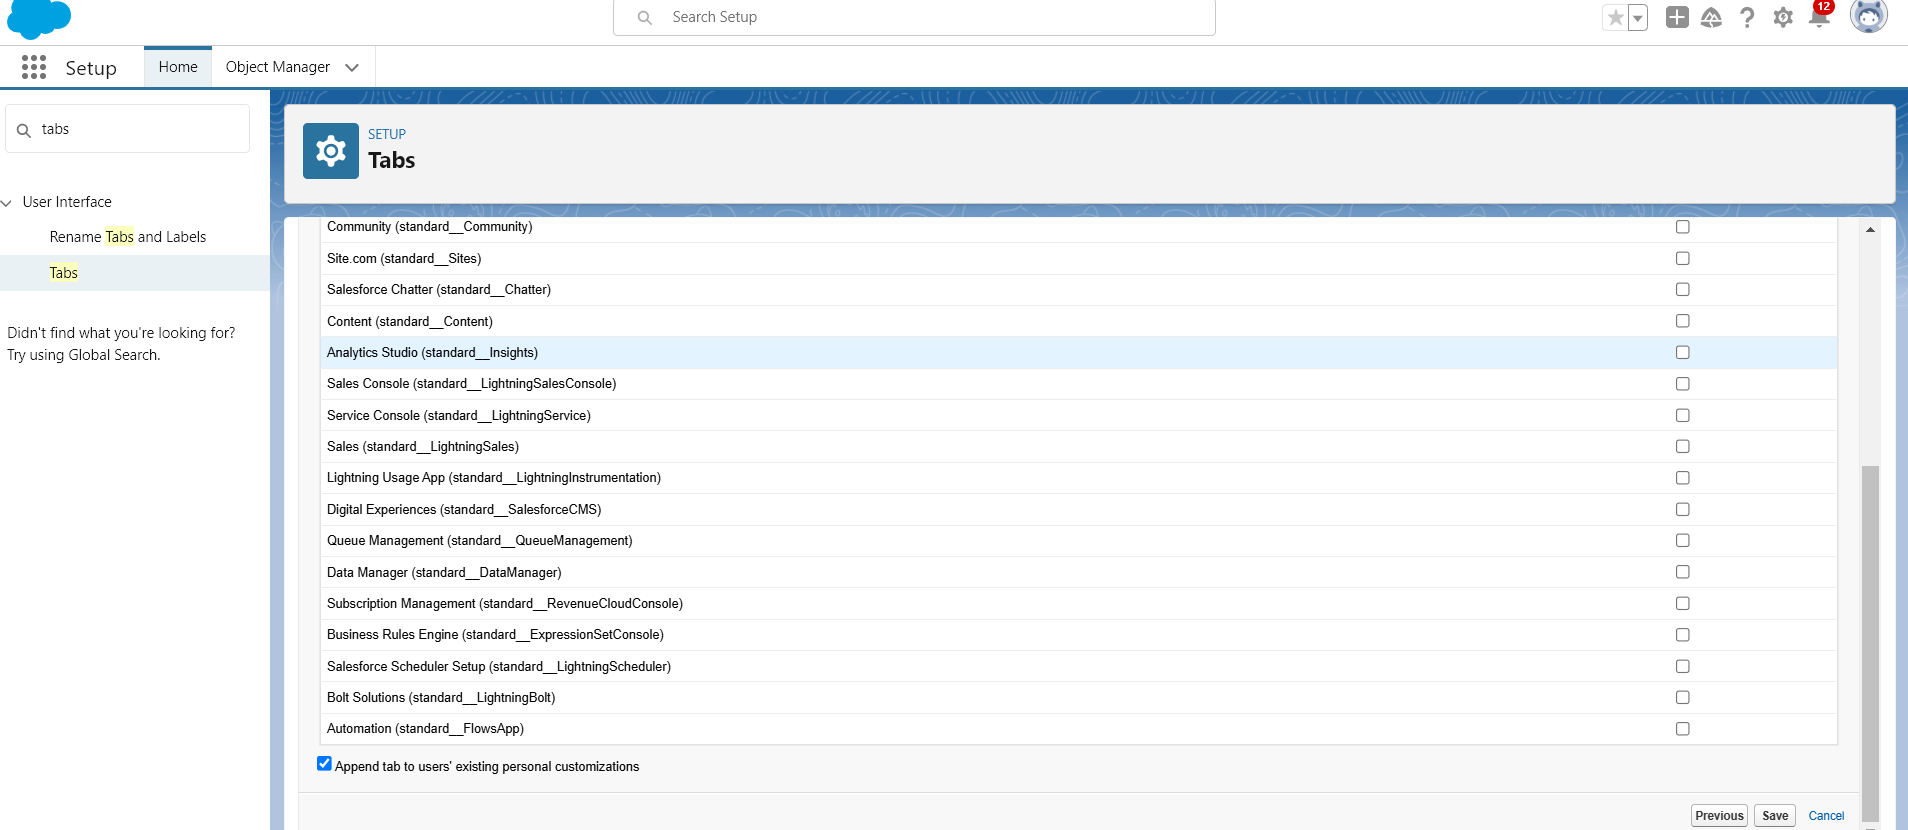 Search Setup
12
Setup
Home
Object Manager
tabs
SETUP
Tabs
User Interface
Rename Tabs and Labels
Tabs
Didn't find what you're looking for?
Try using Global Search.
Community (standard__Community)
Site.com (standard__Sites)
Salesforce Chatter (standard__Chatter)
Content (standard__Content)
Analytics Studio (standard__Insights)
Sales Console (standard__LightningSalesConsole)
Service Console (standard__LightningService)
Sales (standard__LightningSales)
Lightning Usage App (standard__LightningInstrumentation)
Digital Experiences (standard__SalesforceCMS)
Queue Management (standard__QueueManagement)
Data Manager (standard__DataManager)
Subscription Management (standard__RevenueCloudConsole)
Business Rules Engine (standard__ExpressionSetConsole)
Salesforce Scheduler Setup (standard__LightningScheduler)
Bolt Solutions (standard__LightningBolt)
Automation (standard__FlowsApp)
Append tab to users' existing personal customizations
Previous Save Cancel